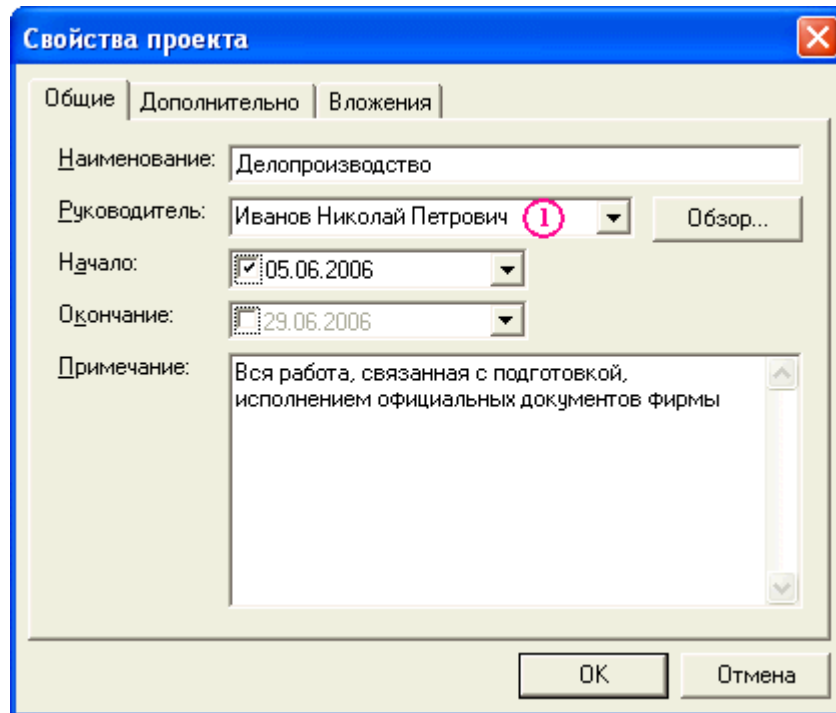 Свойства проекта
Общие Дополнительно Вложения
Наименование: Делопроизводство
Руководитель: Иванов Николай Петрович 1 Обзор...
Начало: 05.06.2006
Окончание: 29.06.2006
Примечание: Вся работа, связанная с подготовкой,
исполнением официальных документов фирмы
OK Отмена